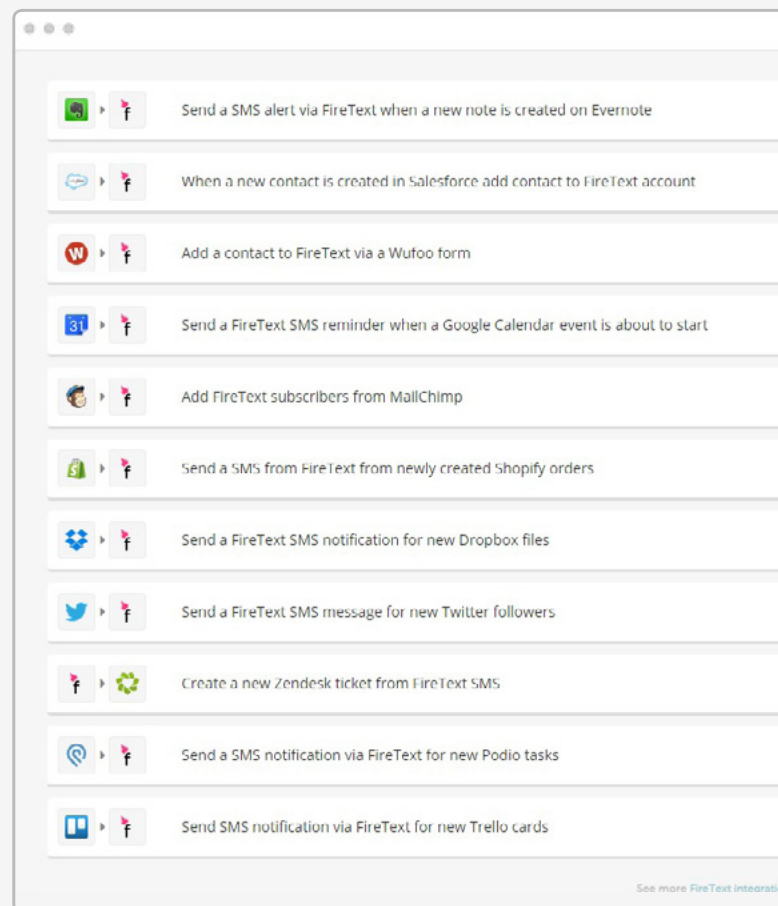 Send a SMS alert via FireText when a new note is created on Evernote
When a new contact is created in Salesforce add contact to FireText account
W
Add a contact to FireText via a Wufoo form
31
Send a FireText SMS reminder when a Google Calendar event is about to start
Add FireText subscribers from MailChimp
Send a SMS from FireText from newly created Shopify orders
Send a FireText SMS notification for new Dropbox files
Send a FireText SMS message for new Twitter followers
Create a new Zendesk ticket from FireText SMS
Send a SMS notification via FireText for new Podio tasks
Send SMS notification via FireText for new Trello cards
See more FireText integrati